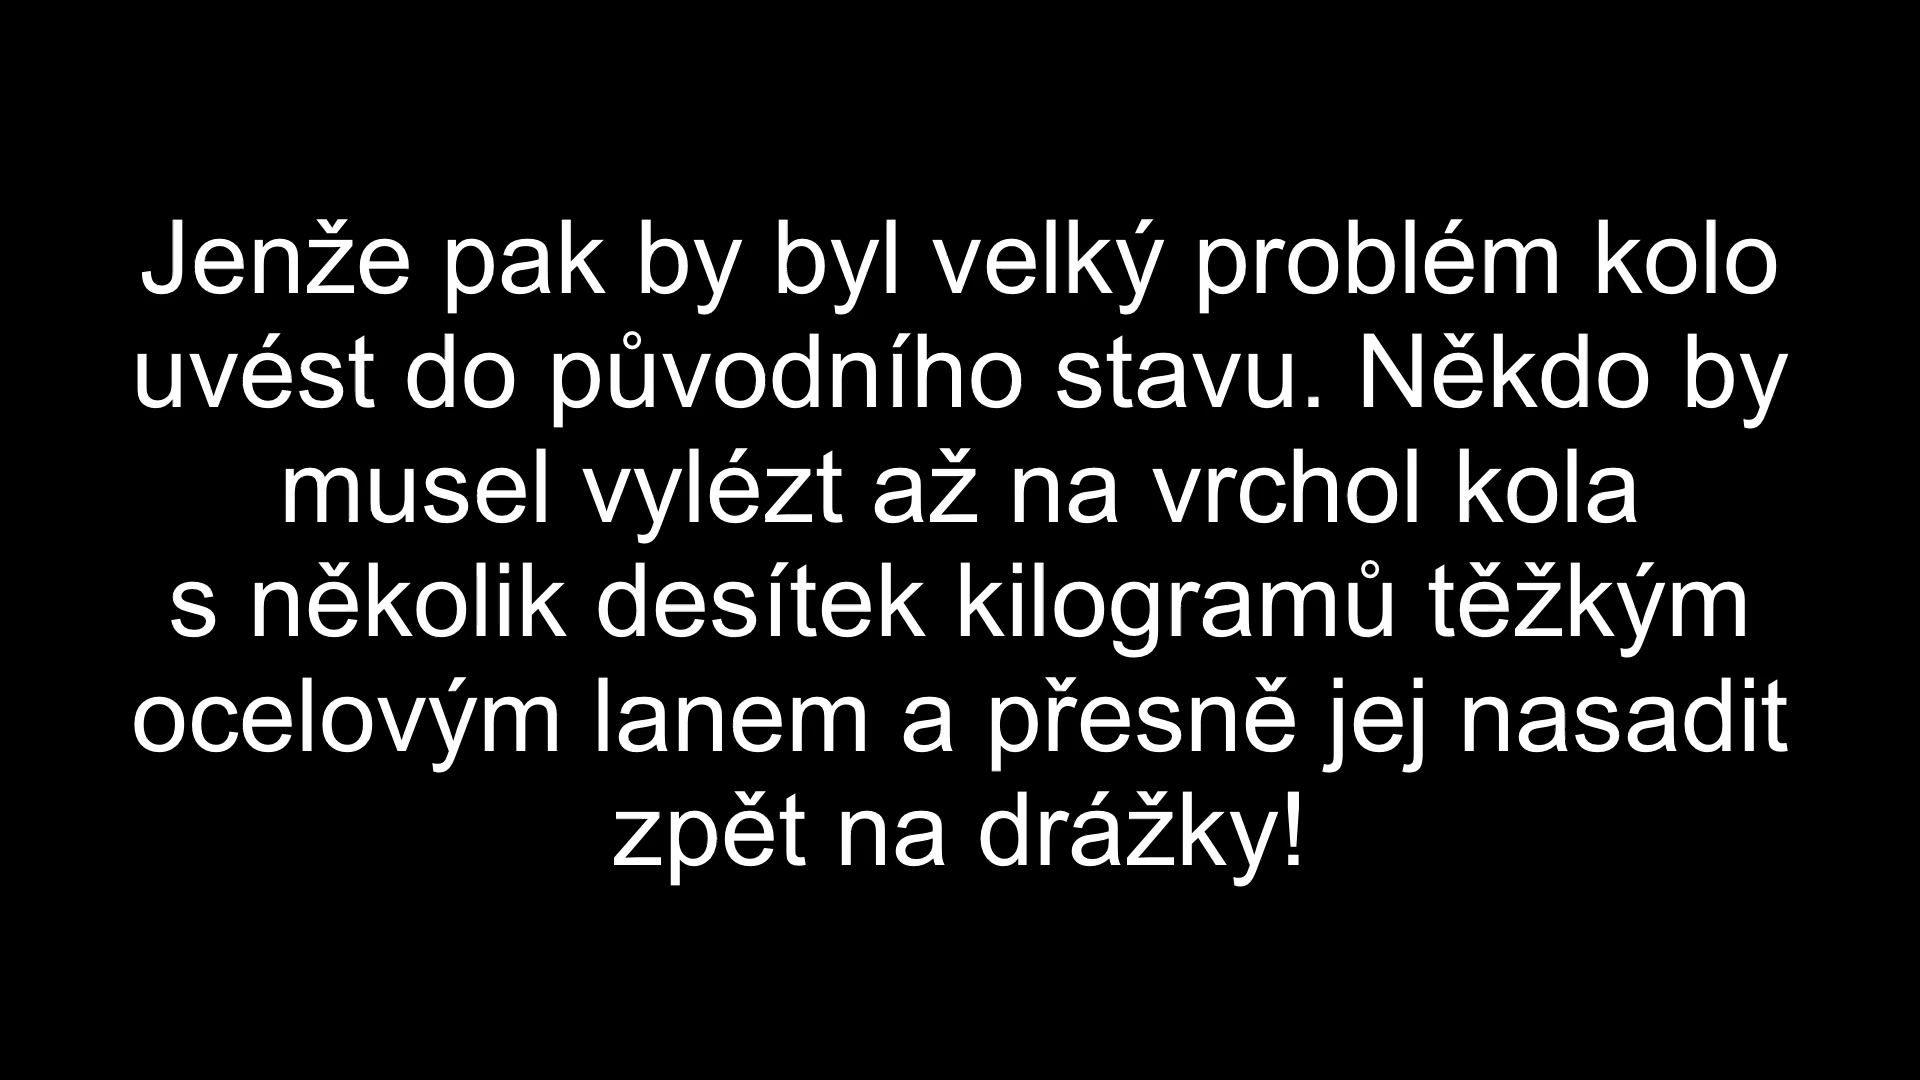 Jenže pak by byl velký problém kolo
uvést do původního stavu. Někdo by
musel vylézt až na vrchol kola
s několik desítek kilogramů těžkým
ocelovým lanem a přesně jej nasadit
zpět na drážky!